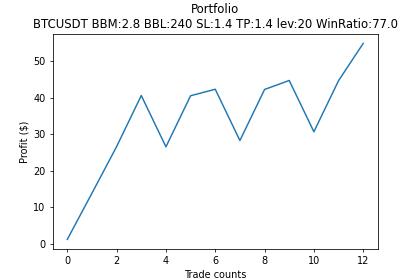 Portfolio
BTCUSDT BBM:2.8 BBL:240 SL:1.4 TP:1.4 lev:20 WinRatio:77.0
50
40
30
20
10
0
Profit ($)
0 2 4 6 8 10 12
Trade counts